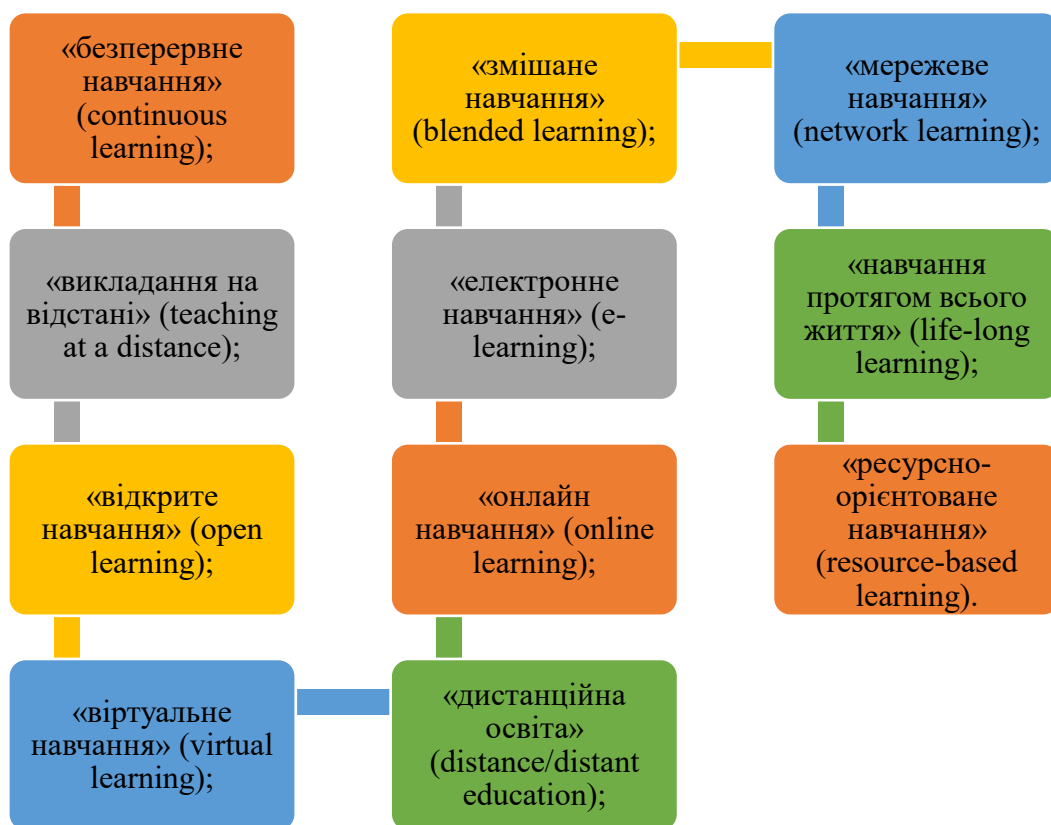 «безперервне
навчання»
(continuous
learning);
«викладання на
відстані» (teaching
at a distance);
«відкрите
навчання» (open
learning);
«віртуальне
навчання» (virtual
learning);
«дистанційна
освіта»
(distance/distant
education);
«онлайн
навчання» (online
learning);
«електронне
навчання» (e-
learning);
«змішане
навчання»
(blended learning);
«мережеве
навчання»
(network learning);
«навчання
протягом всього
життя» (life-long
learning);
«ресурсно-
орієнтоване
навчання»
(resource-based
learning).